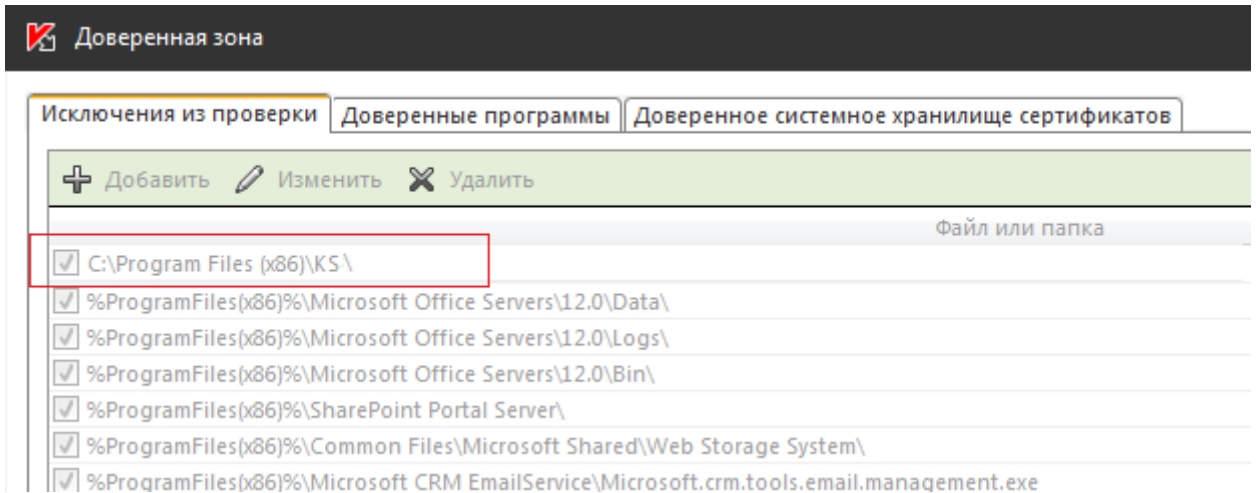 Доверенная зона
Исключения из проверки Доверенные программы Доверенное системное хранилище сертификатов
Добавить Изменить Удалить
Файл или папка
C:\Program Files (x86)\KS\
%ProgramFiles(x86)%\Microsoft Office Servers\12.0\Data\
%ProgramFiles(x86)%\Microsoft Office Servers\12.0\Logs\
%ProgramFiles(x86)%\Microsoft Office Servers\12.0\Bin\
%ProgramFiles(x86)%\SharePoint Portal Server\
%ProgramFiles(x86)%\Common Files\Microsoft Shared\Web Storage System\
%ProgramFiles(x86)%\Microsoft CRM EmailService\Microsoft.crm.tools.email.management.exe